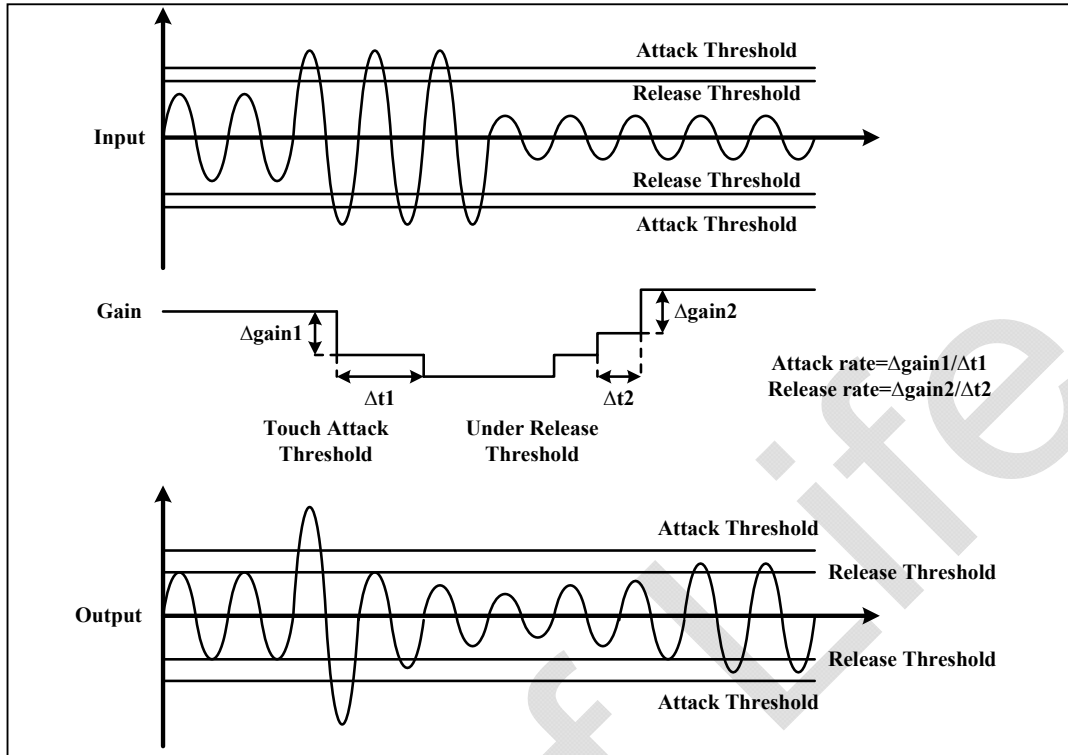 Attack Threshold
Release Threshold
Input
Release Threshold
Attack Threshold
Gain
Δgain1
Δgain2
Attack rate=Δgain1/Δt1
Release rate=Δgain2/Δt2
Δt1
Δt2
Touch Attack
Threshold
Under Release
Threshold
Attack Threshold
Release Threshold
Output
Release Threshold
Attack Threshold
f Life